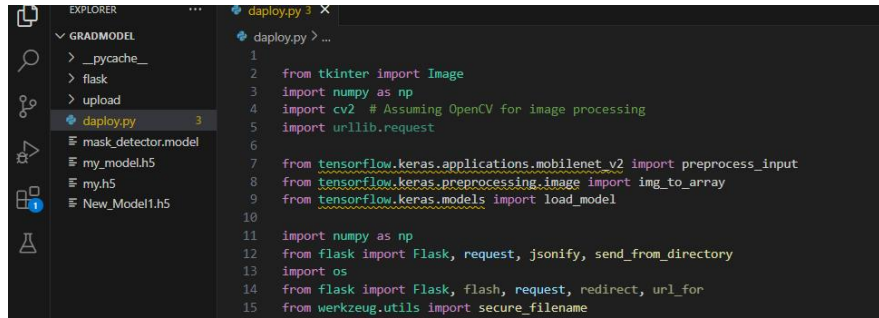 EXPLORER ...
GRADMODEL
__pycache__
flask
upload
daploy.py 3
mask_detector.model
my_model.h5
my.h5
New_Model1.h5
1
daploy.py 3 X
daploy.py > ...
1
2 from tkinter import Image
3 import numpy as np
4 import cv2 # Assuming OpenCV for image processing
5 import urllib.request
6
7 from tensorflow.keras.applications.mobilenet_v2 import preprocess_input
8 from tensorflow.keras.preprocessing.image import img_to_array
9 from tensorflow.keras.models import load_model
10
11 import numpy as np
12 from flask import Flask, request, jsonify, send_from_directory
13 import os
14 from flask import Flask, flash, request, redirect, url_for
15 from werkzeug.utils import secure_filename